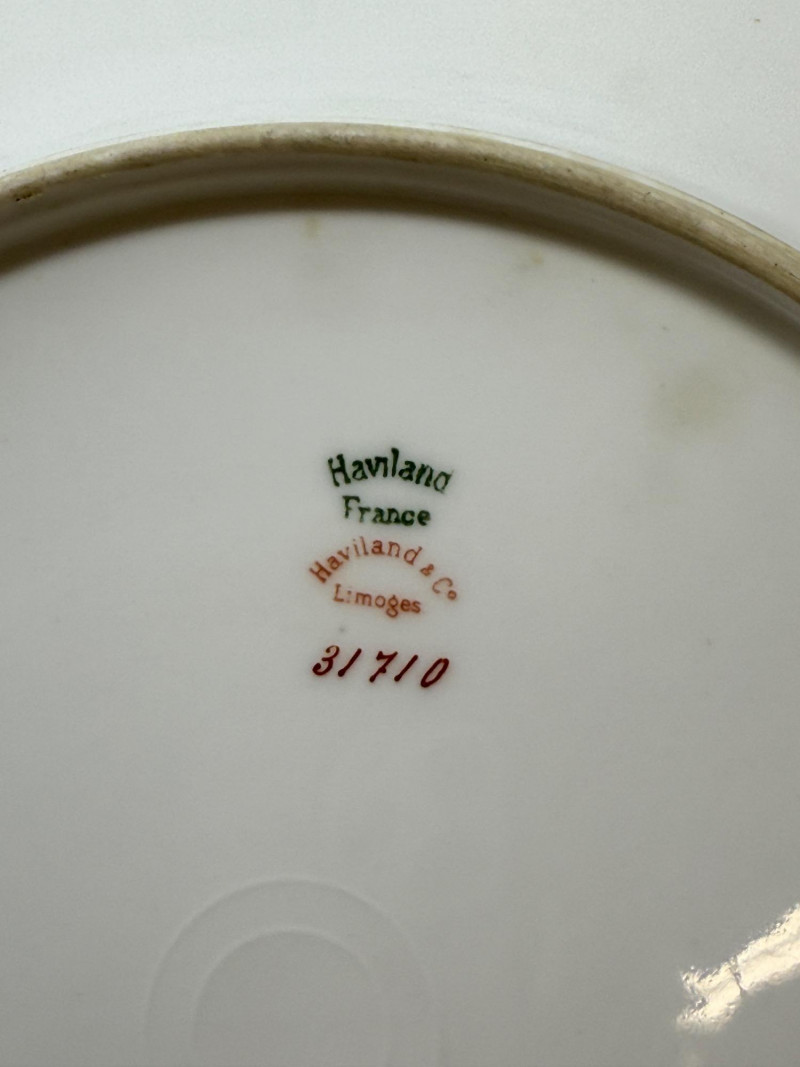 Haviland
France
Haviland & Co
Limoges
31710